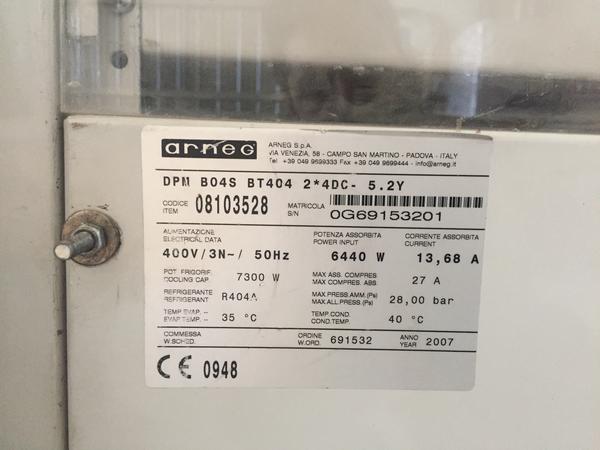 arneg
ARNEG S.p.A.
VIA VENEZIA, 58 - CAMPO SAN MARTINO - PADOVA - ITALY
Tel +39 049 9699333 Fax +39 049 9699444 - info@arneg.it
DPM B04S BT404 2*4DC- 5.2Y
CODICE
ITEM
08103528
MATRICOLA
S/N
0G69153201
ALIMENTAZIONE
ELECTRICAL DATA
400V/3N~/ 50Hz
POTENZA ASSORBITA
POWER INPUT
6440 W
CORRENTE ASSORBITA
CURRENT
13,68 A
POT. FRIGORIF.
COOLING CAP.
7300 W
MAX ASS. COMPRES
MAX COMPRESS. ABS
27 A
REFRIGERANTE
REFRIGERANT
R404A
MAX PRESS.AMM.(Ps)
MAX.ALL.PRESS.(Ps)
28,00 bar
TEMP.EVAP. --
EVAP.TEMP. --
35 °C
TEMP.COND.
COND.TEMP.
40 °C
COMMESSA
W.SCHED.
ORDINE
W.ORD.
691532
ANNO
YEAR
2007
CE 0948